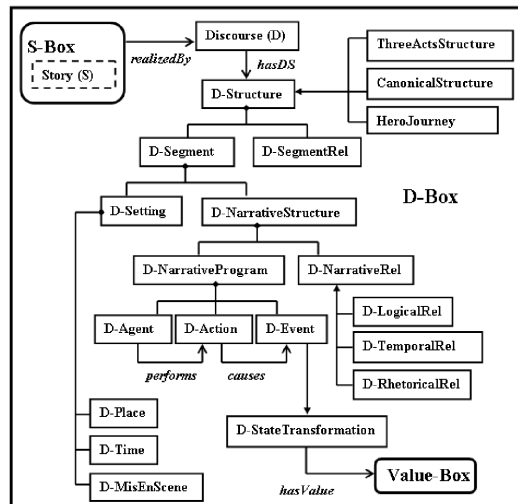 S-Box
Story (S)
realizedBy
Discourse (D)
hasDS
D-Structure
ThreeActsStructure
CanonicalStructure
HeroJourney
D-Segment
D-SegmentRel
D-Box
D-Setting
D-NarrativeStructure
D-NarrativeProgram
D-NarrativeRel
D-Agent
D-Action
D-Event
D-LogicalRel
D-TemporalRel
D-RhetoricalRel
performs
causes
D-Place
D-Time
D-MisEnScene
D-StateTransformation
hasValue
Value-Box